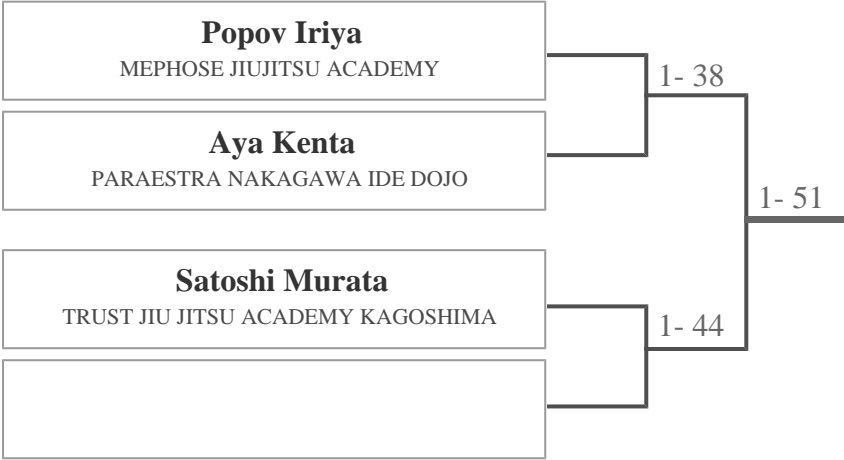 Popov Iriya
MEPHOSE JIUJITSU ACADEMY
1- 38
Aya Kenta
PARAESTRA NAKAGAWA IDE DOJO
1- 51
Satoshi Murata
TRUST JIU JITSU ACADEMY KAGOSHIMA
1- 44